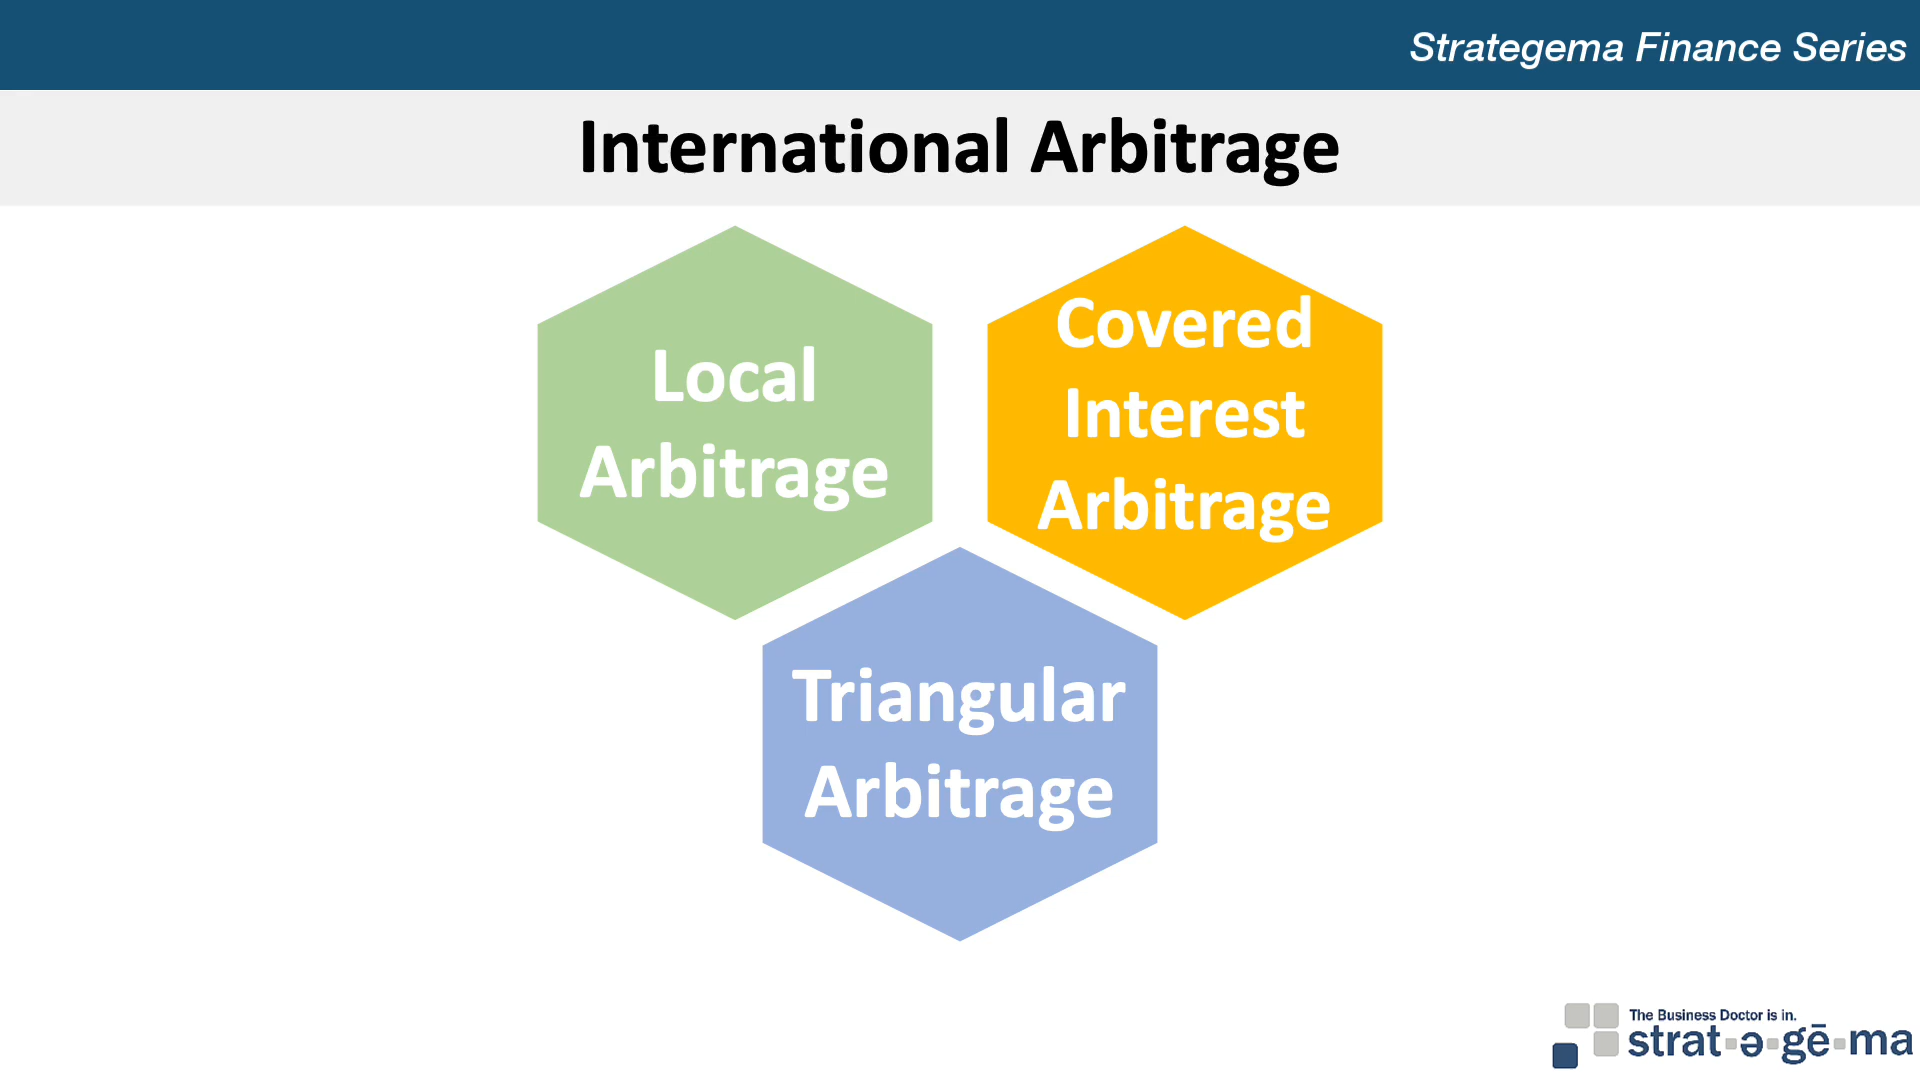 Strategema Finance Series
International Arbitrage
Local
Arbitrage
Covered
Interest
Arbitrage
Triangular
Arbitrage
The Business Doctor is in.
strat▪ə▪gē▪ma